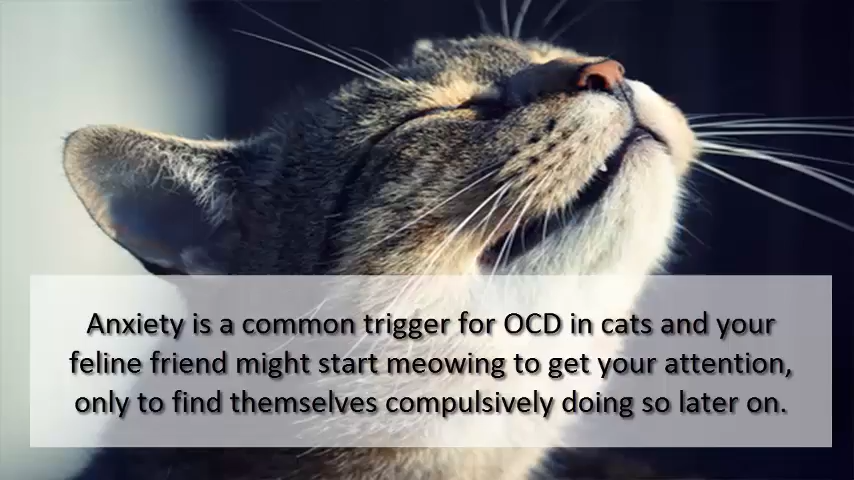 Anxiety is a common trigger for OCD in cats and your
feline friend might start meowing to get your attention,
only to find themselves compulsively doing so later on.